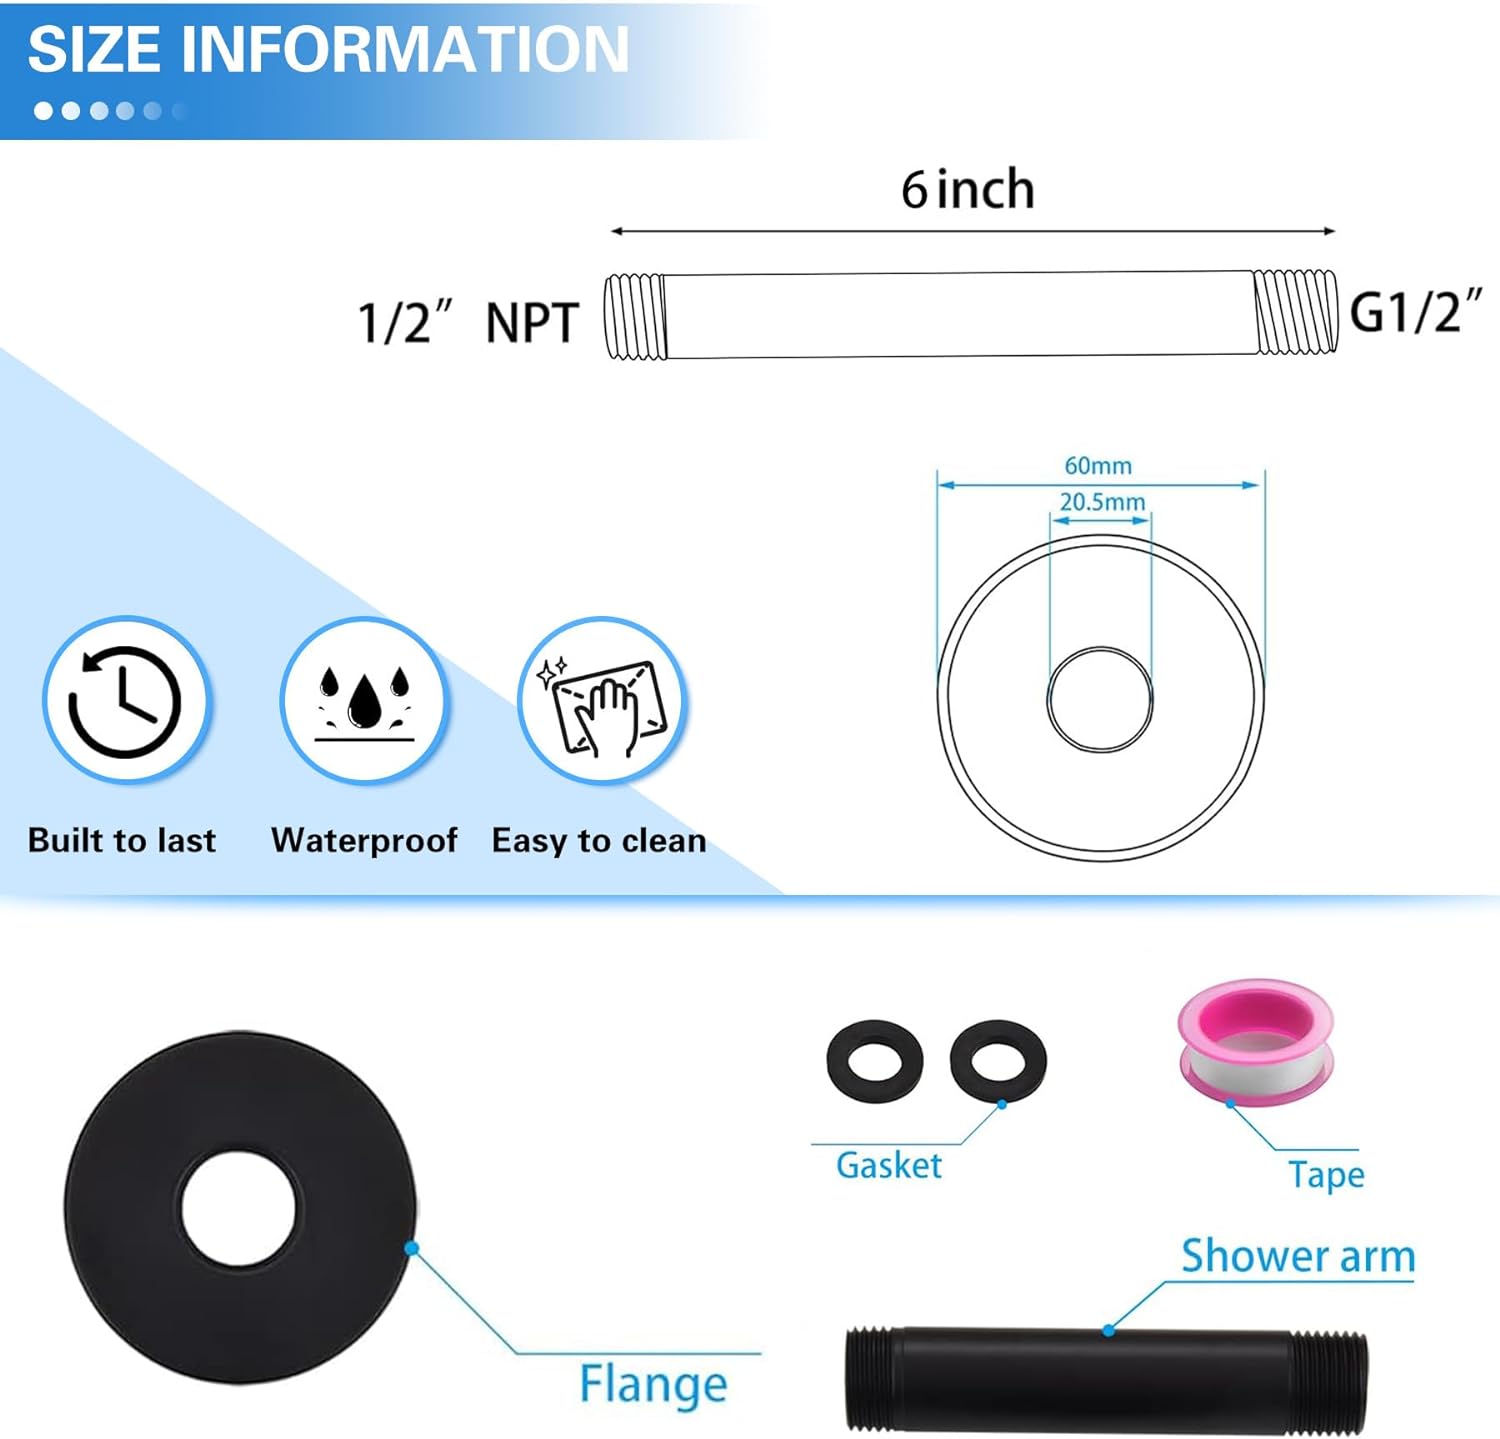 SIZE INFORMATION
6 inch
1/2” NPT
G1/2”
60mm
20.5mm
Built to last
Waterproof
Easy to clean
Gasket
Tape
Shower arm
Flange